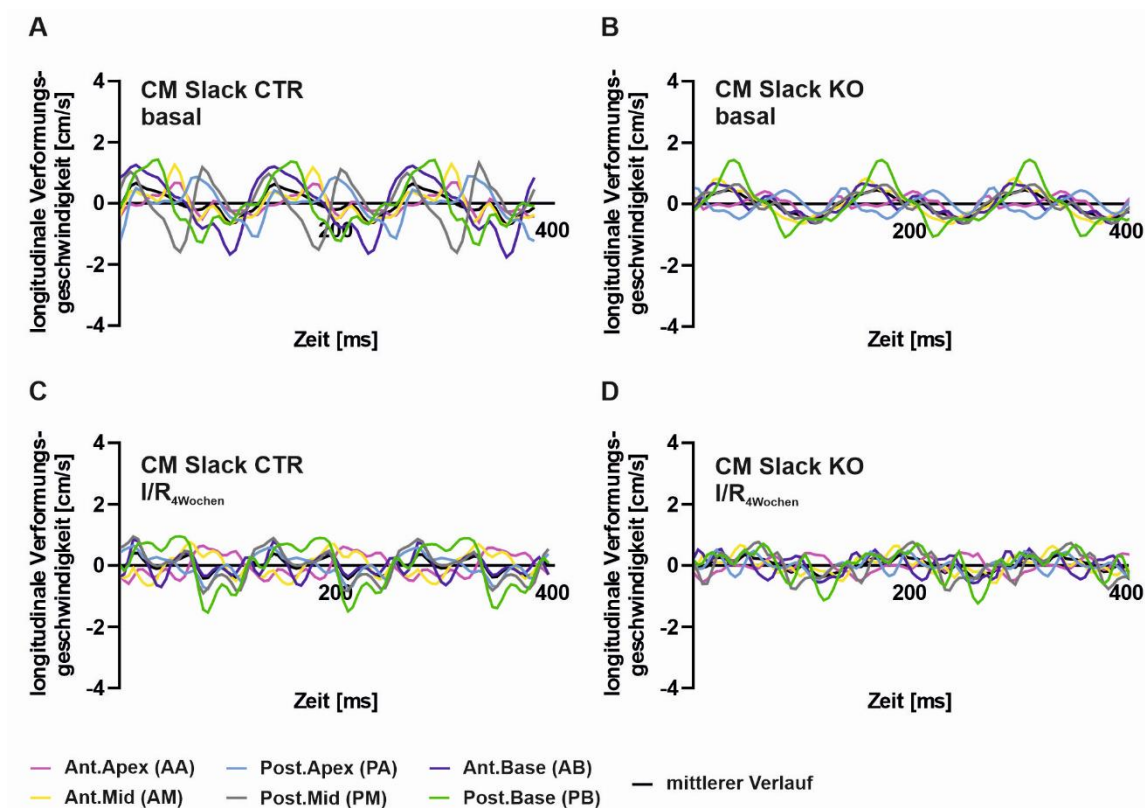 A
longitudinale Verformungs-
geschwindigkeit [cm/s]
4
2
0
-2
-4
CM Slack CTR
basal
200
400
Zeit [ms]
B
longitudinale Verformungs-
geschwindigkeit [cm/s]
4
2
0
-2
-4
CM Slack KO
basal
200
400
Zeit [ms]
C
longitudinale Verformungs-
geschwindigkeit [cm/s]
4
2
0
-2
-4
CM Slack CTR
I/R4Wochen
200
400
Zeit [ms]
D
longitudinale Verformungs-
geschwindigkeit [cm/s]
4
2
0
-2
-4
CM Slack KO
I/R4Wochen
200
400
Zeit [ms]
Ant.Apex (AA)
Post.Apex (PA)
Ant.Base (AB)
mittlerer Verlauf
Ant.Mid (AM)
Post.Mid (PM)
Post.Base (PB)